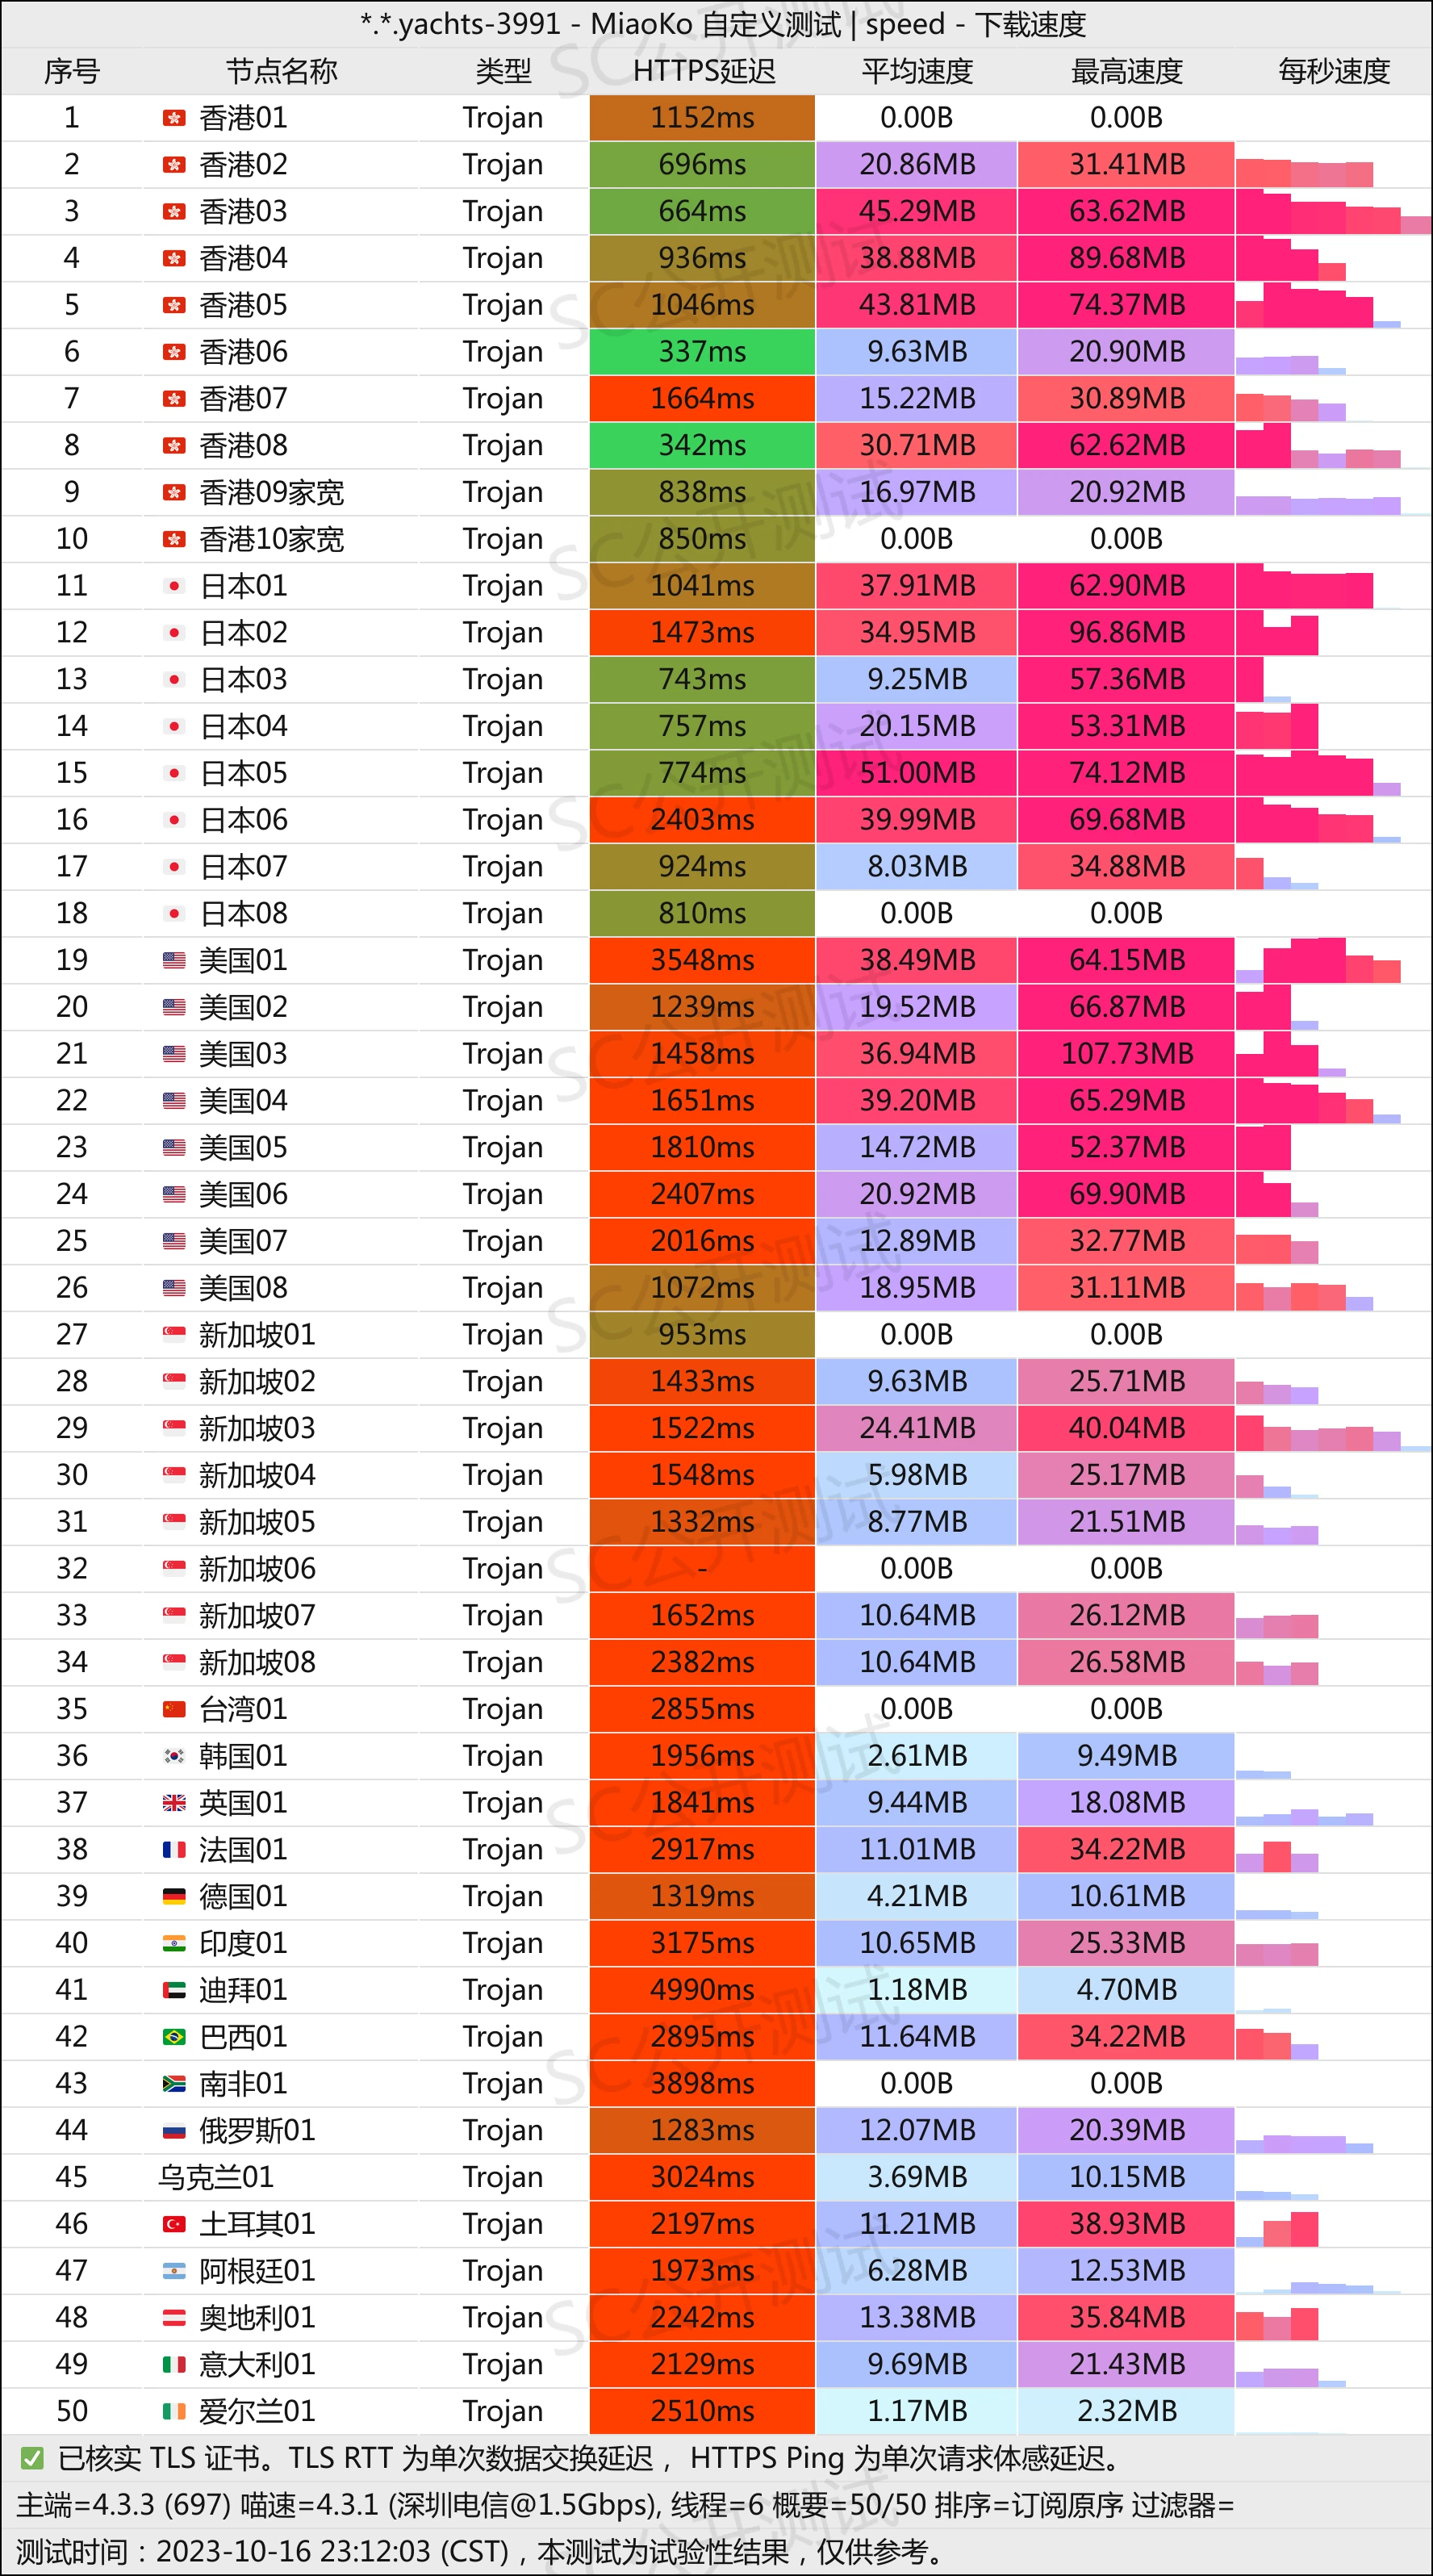 *.*.yachts-3991 - MiaoKo 自定义测试 | speed - 下载速度
序号 节点名称 类型 HTTPS延迟 平均速度 最高速度 每秒速度
1 香港01 Trojan 1152ms 0.00B 0.00B
2 香港02 Trojan 696ms 20.86MB 31.41MB
3 香港03 Trojan 664ms 45.29MB 63.62MB
4 香港04 Trojan 936ms 38.88MB 89.68MB
5 香港05 Trojan 1046ms 43.81MB 74.37MB
6 香港06 Trojan 337ms 9.63MB 20.90MB
7 香港07 Trojan 1664ms 15.22MB 30.89MB
8 香港08 Trojan 342ms 30.71MB 62.62MB
9 香港09家宽 Trojan 838ms 16.97MB 20.92MB
10 香港10家宽 Trojan 850ms 0.00B 0.00B
11 日本01 Trojan 1041ms 37.91MB 62.90MB
12 日本02 Trojan 1473ms 34.95MB 96.86MB
13 日本03 Trojan 743ms 9.25MB 57.36MB
14 日本04 Trojan 757ms 20.15MB 53.31MB
15 日本05 Trojan 774ms 51.00MB 74.12MB
16 日本06 Trojan 2403ms 39.99MB 69.68MB
17 日本07 Trojan 924ms 8.03MB 34.88MB
18 日本08 Trojan 810ms 0.00B 0.00B
19 美国01 Trojan 3548ms 38.49MB 64.15MB
20 美国02 Trojan 1239ms 19.52MB 66.87MB
21 美国03 Trojan 1458ms 36.94MB 107.73MB
22 美国04 Trojan 1651ms 39.20MB 65.29MB
23 美国05 Trojan 1810ms 14.72MB 52.37MB
24 美国06 Trojan 2407ms 20.92MB 69.90MB
25 美国07 Trojan 2016ms 12.89MB 32.77MB
26 美国08 Trojan 1072ms 18.95MB 31.11MB
27 新加坡01 Trojan 953ms 0.00B 0.00B
28 新加坡02 Trojan 1433ms 9.63MB 25.71MB
29 新加坡03 Trojan 1522ms 24.41MB 40.04MB
30 新加坡04 Trojan 1548ms 5.98MB 25.17MB
31 新加坡05 Trojan 1332ms 8.77MB 21.51MB
32 新加坡06 Trojan - 0.00B 0.00B
33 新加坡07 Trojan 1652ms 10.64MB 26.12MB
34 新加坡08 Trojan 2382ms 10.64MB 26.58MB
35 台湾01 Trojan 2855ms 0.00B 0.00B
36 韩国01 Trojan 1956ms 2.61MB 9.49MB
37 英国01 Trojan 1841ms 9.44MB 18.08MB
38 法国01 Trojan 2917ms 11.01MB 34.22MB
39 德国01 Trojan 1319ms 4.21MB 10.61MB
40 印度01 Trojan 3175ms 10.65MB 25.33MB
41 迪拜01 Trojan 4990ms 1.18MB 4.70MB
42 巴西01 Trojan 2895ms 11.64MB 34.22MB
43 南非01 Trojan 3898ms 0.00B 0.00B
44 俄罗斯01 Trojan 1283ms 12.07MB 20.39MB
45 乌克兰01 Trojan 3024ms 3.69MB 10.15MB
46 土耳其01 Trojan 2197ms 11.21MB 38.93MB
47 阿根廷01 Trojan 1973ms 6.28MB 12.53MB
48 奥地利01 Trojan 2242ms 13.38MB 35.84MB
49 意大利01 Trojan 2129ms 9.69MB 21.43MB
50 爱尔兰01 Trojan 2510ms 1.17MB 2.32MB
✅ 已核实 TLS 证书。TLS RTT 为单次数据交换延迟， HTTPS Ping 为单次请求体感延迟。
主端=4.3.3 (697) 喵速=4.3.1 (深圳电信@1.5Gbps), 线程=6 概要=50/50 排序=订阅原序 过滤器=
测试时间：2023-10-16 23:12:03 (CST)，本测试为试验性结果，仅供参考。
SC公开测试